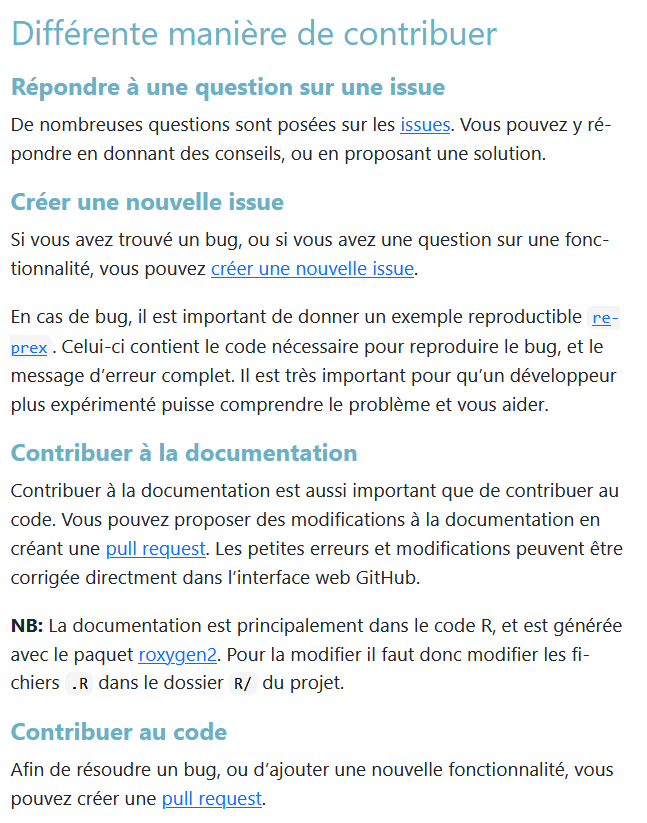 Différente manière de contribuer
Répondre à une question sur une issue
De nombreuses questions sont posées sur les issues. Vous pouvez y ré-
pondre en donnant des conseils, ou en proposant une solution.
Créer une nouvelle issue
Si vous avez trouvé un bug, ou si vous avez une question sur une fonc-
tionnalité, vous pouvez créer une nouvelle issue.
En cas de bug, il est important de donner un exemple reproductible re-
prex. Celui-ci contient le code nécessaire pour reproduire le bug, et le
message d'erreur complet. Il est très important pour qu'un développeur
plus expérimenté puisse comprendre le problème et vous aider.
Contribuer à la documentation
Contribuer à la documentation est aussi important que de contribuer au
code. Vous pouvez proposer des modifications à la documentation en
créant une pull request. Les petites erreurs et modifications peuvent être
corrigée directment dans l'interface web GitHub.
NB: La documentation est principalement dans le code R, et est générée
avec le paquet roxygen2. Pour la modifier il faut donc modifier les fi-
chiers .R dans le dossier R/ du projet.
Contribuer au code
Afin de résoudre un bug, ou d'ajouter une nouvelle fonctionnalité, vous
pouvez créer une pull request.